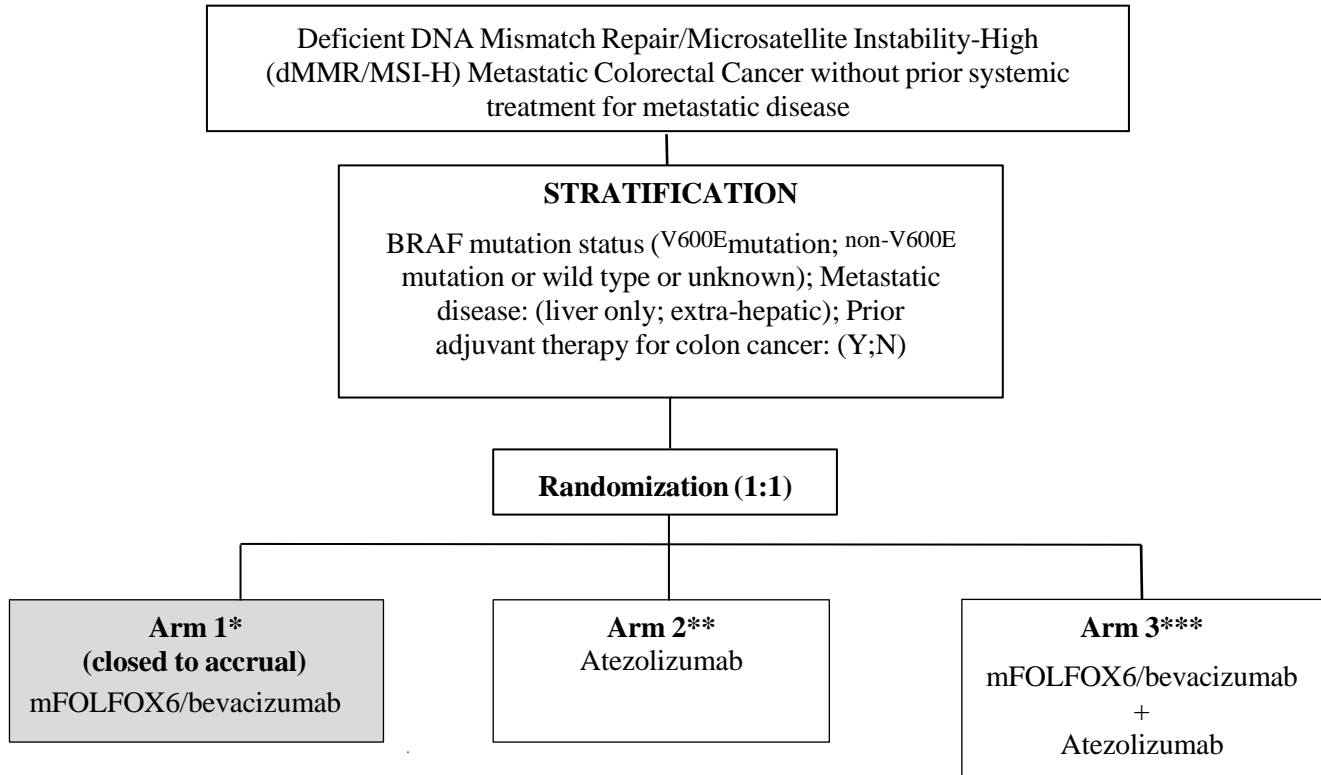 Deficient DNA Mismatch Repair/Microsatellite Instability-High
(dMMR/MSI-H) Metastatic Colorectal Cancer without prior systemic
treatment for metastatic disease
STRATIFICATION
BRAF mutation status (V600Emutation; non-V600E
mutation or wild type or unknown); Metastatic
disease: (liver only; extra-hepatic); Prior
adjuvant therapy for colon cancer: (Y;N)
Randomization (1:1)
Arm 1*
(closed to accrual)
mFOLFOX6/bevacizumab
Arm 2**
Atezolizumab
Arm 3***
mFOLFOX6/bevacizumab
+
Atezolizumab